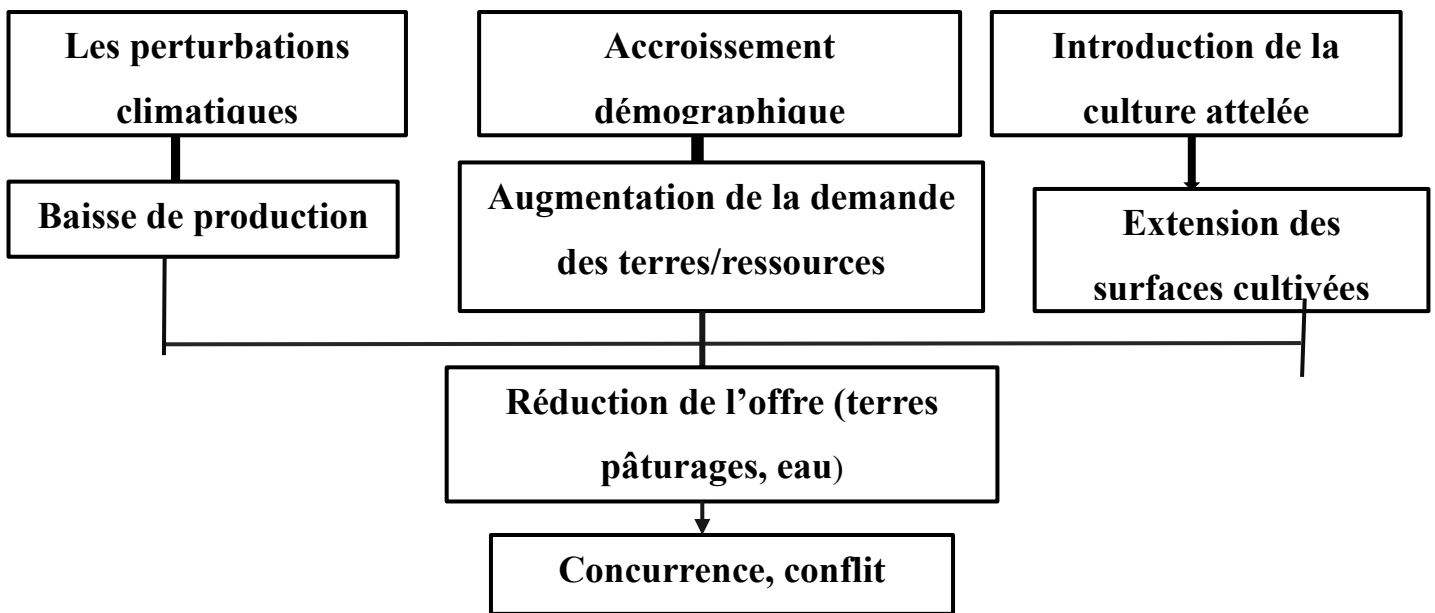 Les perturbations
climatiques
Accroissement
démographique
Introduction de la
culture attelée
Baisse de production
Augmentation de la demande
des terres/ressources
Extension des
surfaces cultivées
Réduction de l’offre (terres
pâturages, eau)
Concurrence, conflit